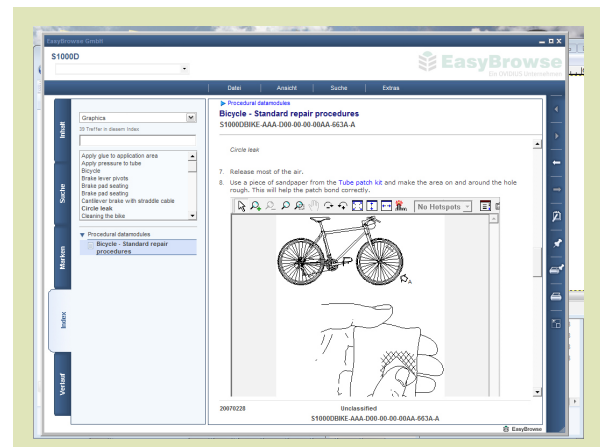 EasyBrowse GmbH
S1000D
EasyBrowse
Ein OVIDIUS Unternehmen
Datei
Ansicht
Suche
Extras
Inhalt
Suche
Marken
Index
Verlauf
Graphics
39 Treffer in diesem Index
Apply glue to application area
Apply pressure to tube
Bicycle
Brake lever pivots
Brake pad seating
Brake pad seating
Cantilever brake with straddle cable
Circle leak
Cleaning the bike
Procedural datamodules
Bicycle - Standard repair
procedures
Procedural datamodules
Bicycle - Standard repair procedures
S1000DBIKE-AAA-D00-00-00-00AA-663A-A
Circle leak
7. Release most of the air.
8. Use a piece of sandpaper from the Tube patch kit and make the area on and around the hole
rough. This will help the patch bond correctly.
No Hotspots
A
20070228
Unclassified
S1000DBIKE-AAA-D00-00-00-00AA-663A-A
EasyBrowse